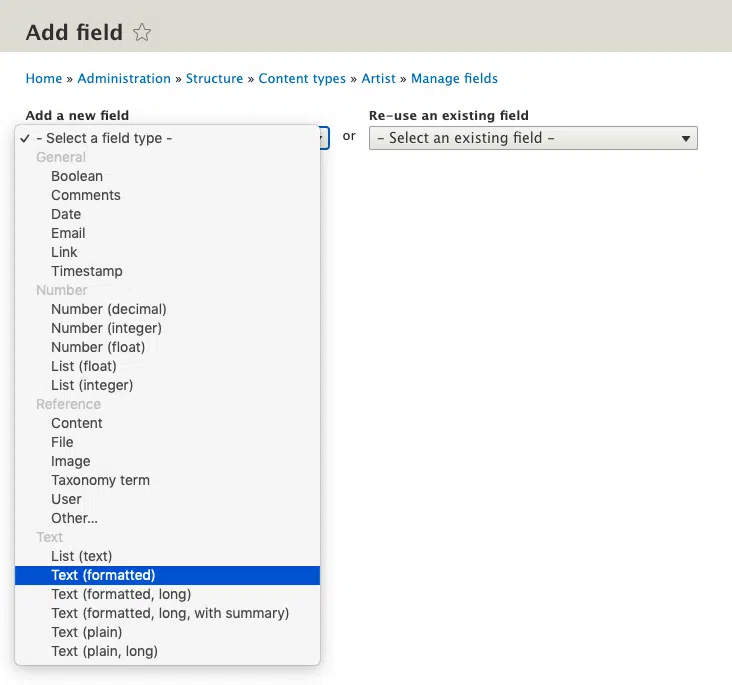 Add field
Home » Administration » Structure » Content types » Artist » Manage fields
Add a new field
- Select a field type -
General
Boolean
Comments
Date
Email
Link
Timestamp
Number
Number (decimal)
Number (integer)
Number (float)
List (float)
List (integer)
Reference
Content
File
Image
Taxonomy term
User
Other...
Text
List (text)
Text (formatted)
Text (formatted, long)
Text (formatted, long, with summary)
Text (plain)
Text (plain, long)
or
Re-use an existing field
- Select an existing field -